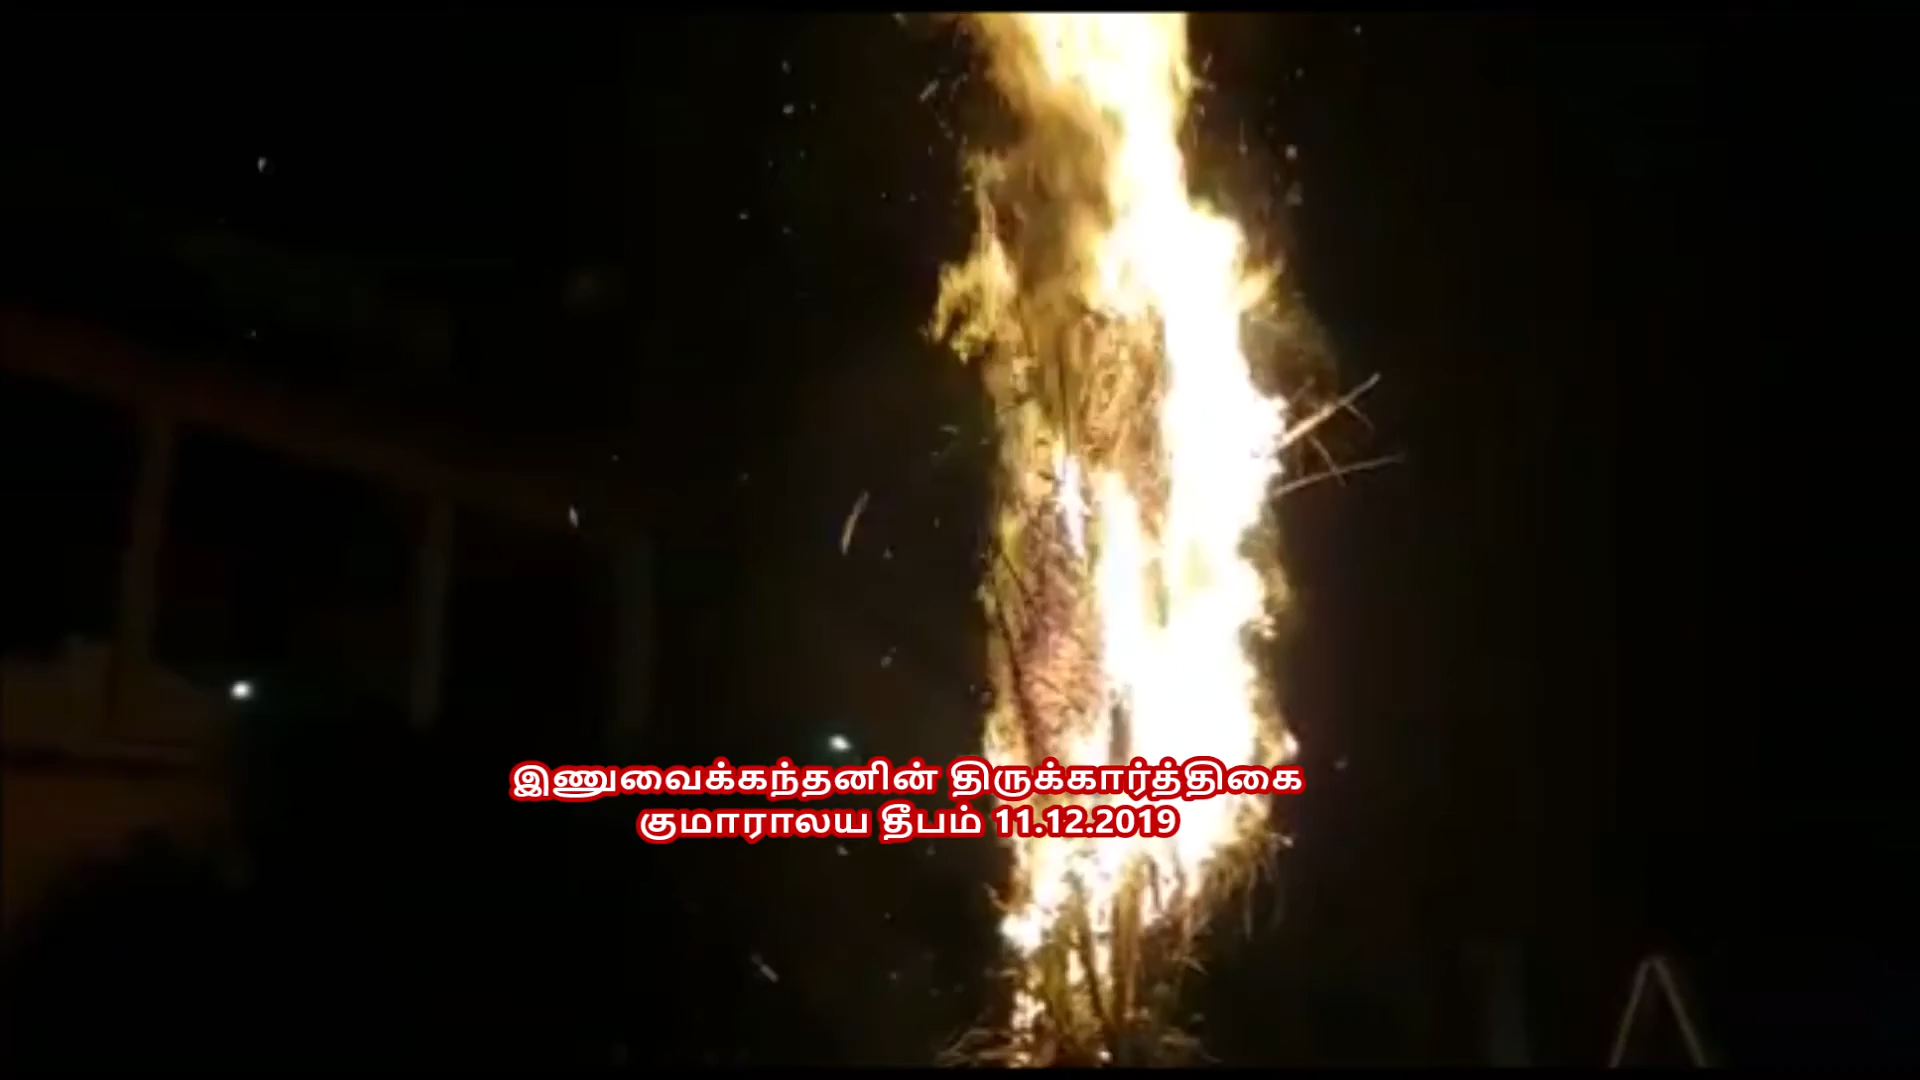 இணுவைக்கந்தனின் திருக்கார்த்திகை
குமாராலய தீபம் 11.12.2019